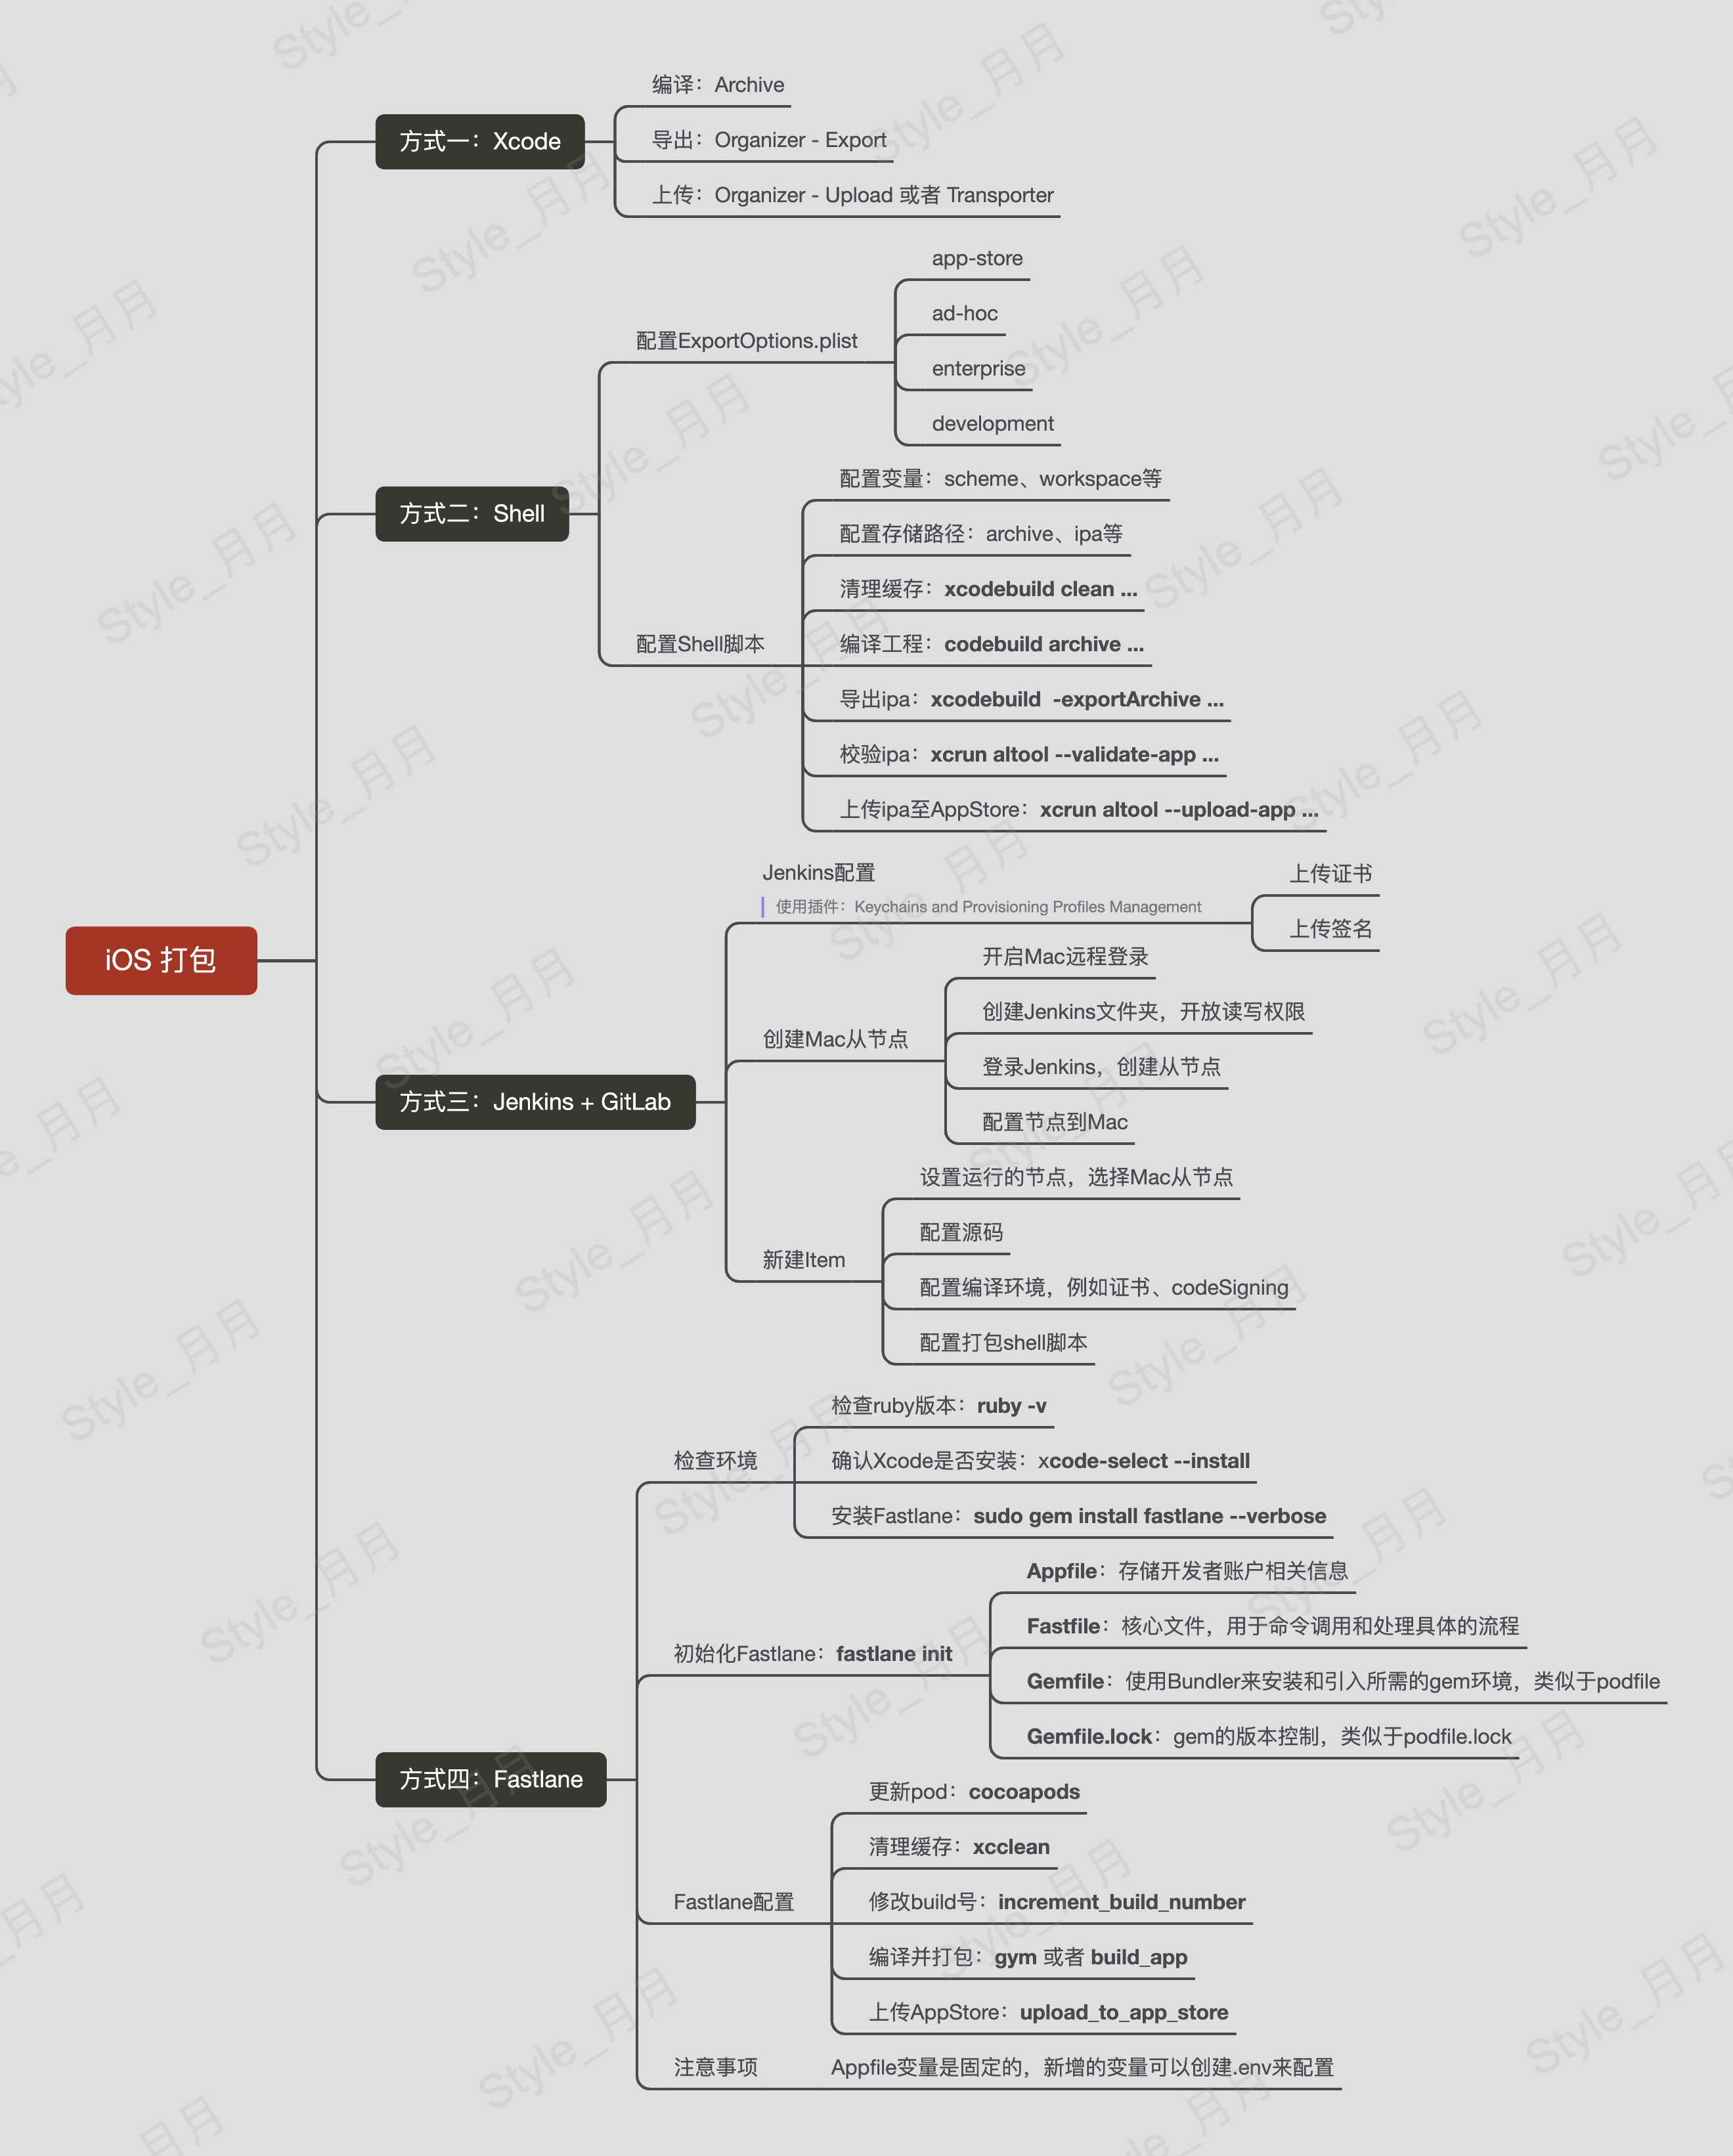 iOS 打包
方式一：Xcode
编译：Archive
导出：Organizer - Export
上传：Organizer - Upload 或者 Transporter
方式二：Shell
配置ExportOptions.plist
app-store
ad-hoc
enterprise
development
配置Shell脚本
配置变量：scheme、workspace等
配置存储路径：archive、ipa等
清理缓存：xcodebuild clean ...
编译工程：codebuild archive ...
导出ipa：xcodebuild  -exportArchive ...
校验ipa：xcrun altool --validate-app ...
上传ipa至AppStore：xcrun altool --upload-app ...
方式三：Jenkins + GitLab
Jenkins配置
使用插件：Keychains and Provisioning Profiles Management
上传证书
上传签名
创建Mac从节点
开启Mac远程登录
创建Jenkins文件夹，开放读写权限
登录Jenkins，创建从节点
配置节点到Mac
新建Item
设置运行的节点，选择Mac从节点
配置源码
配置编译环境，例如证书、codeSigning
配置打包shell脚本
方式四：Fastlane
检查环境
检查ruby版本：ruby -v
确认Xcode是否安装：xcode-select --install
安装Fastlane：sudo gem install fastlane --verbose
初始化Fastlane：fastlane init
Appfile：存储开发者账户相关信息
Fastfile：核心文件，用于命令调用和处理具体的流程
Gemfile：使用Bundler来安装和引入所需的gem环境，类似于podfile
Gemfile.lock：gem的版本控制，类似于podfile.lock
Fastlane配置
更新pod：cocoapods
清理缓存：xcclean
修改build号：increment_build_number
编译并打包：gym 或者 build_app
上传AppStore：upload_to_app_store
注意事项
Appfile变量是固定的，新增的变量可以创建.env来配置
Style_月月